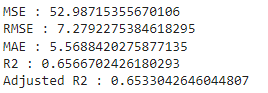 MSE : 52.98715355670106
RMSE : 7.2792275384618295
MAE : 5.5688420275877135
R2 : 0.6566702426180293
Adjusted R2 : 0.6533042646044807